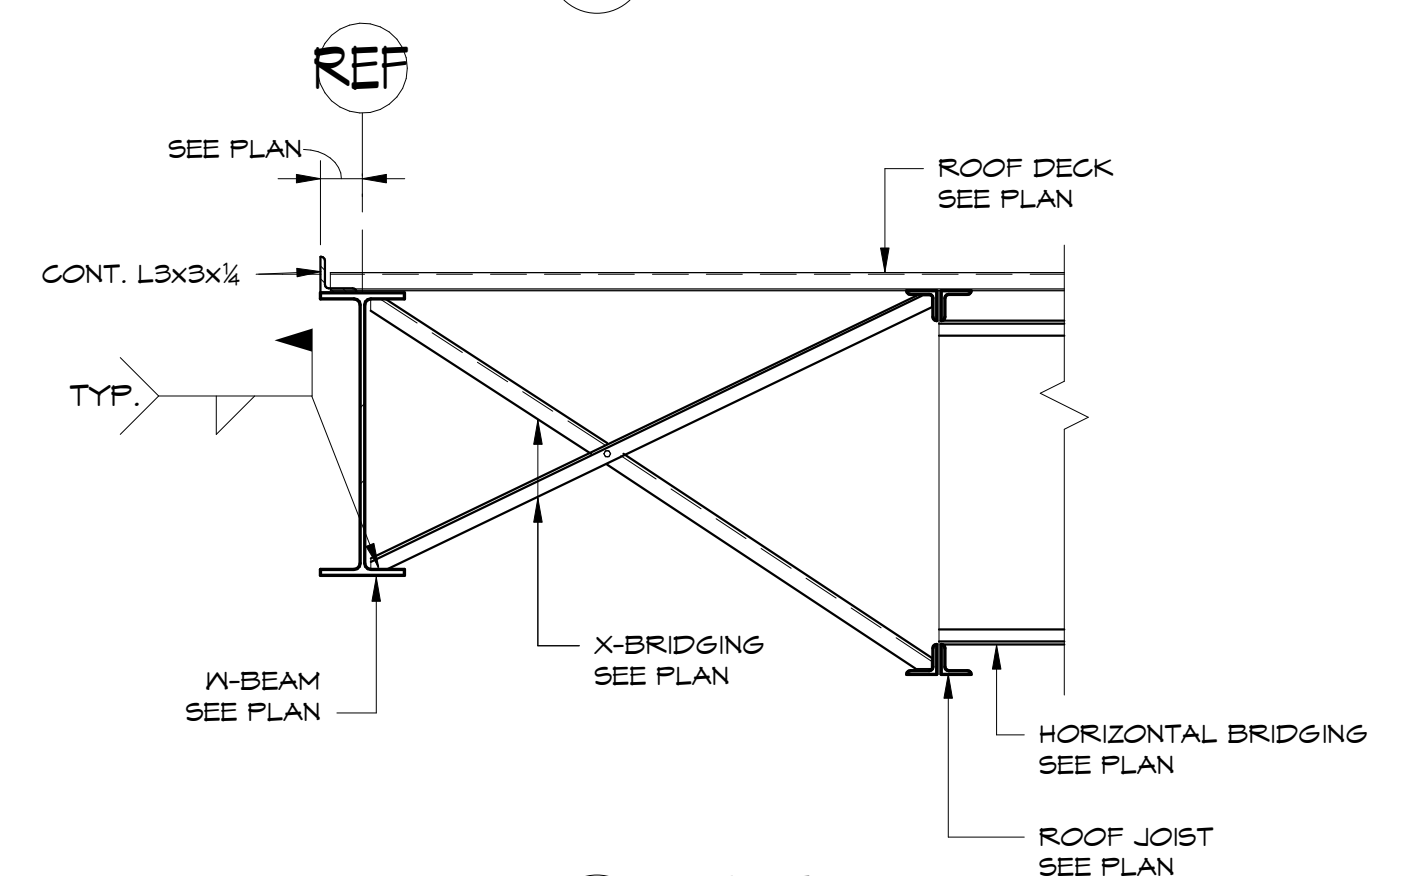 REF
SEE PLAN
ROOF DECK
SEE PLAN
CONT. L3x3x¼
TYP.
X-BRIDGING
SEE PLAN
W-BEAM
SEE PLAN
HORIZONTAL BRIDGING
SEE PLAN
ROOF JOIST
SEE PLAN